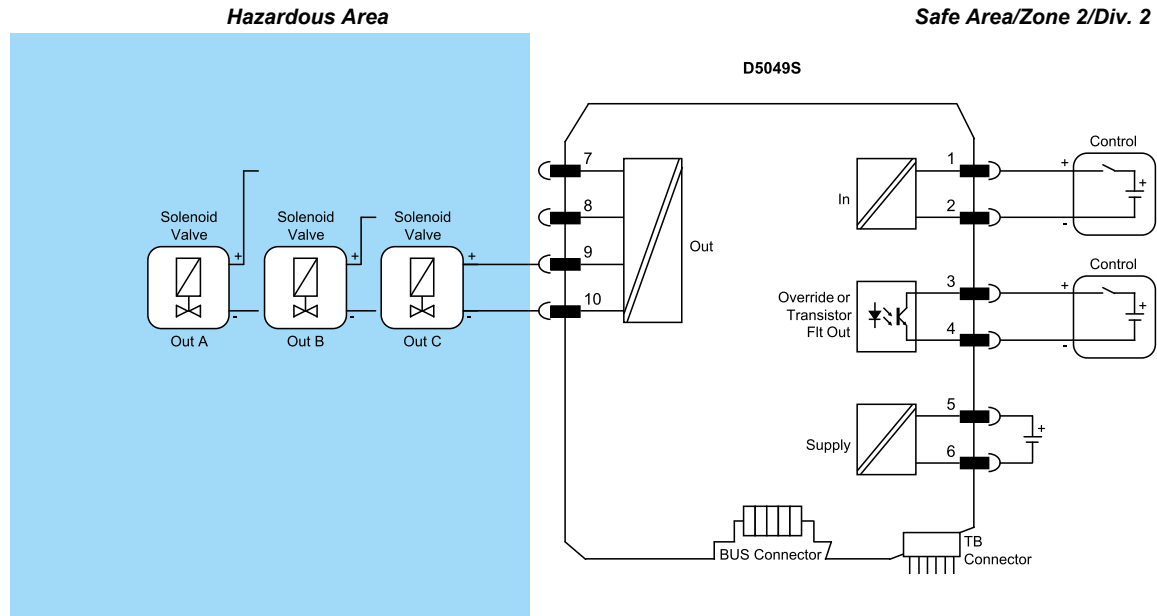 Hazardous Area
Safe Area/Zone 2/Div. 2
D5049S
7
8
9
10
Out
Solenoid
Valve
+
-
Out A
Solenoid
Valve
+
-
Out B
Solenoid
Valve
+
-
Out C
In
1
2
+
-
Control
+
Override or
Transistor
Flt Out
3
4
+
-
Control
+
Supply
5
6
+
BUS Connector
TB
Connector